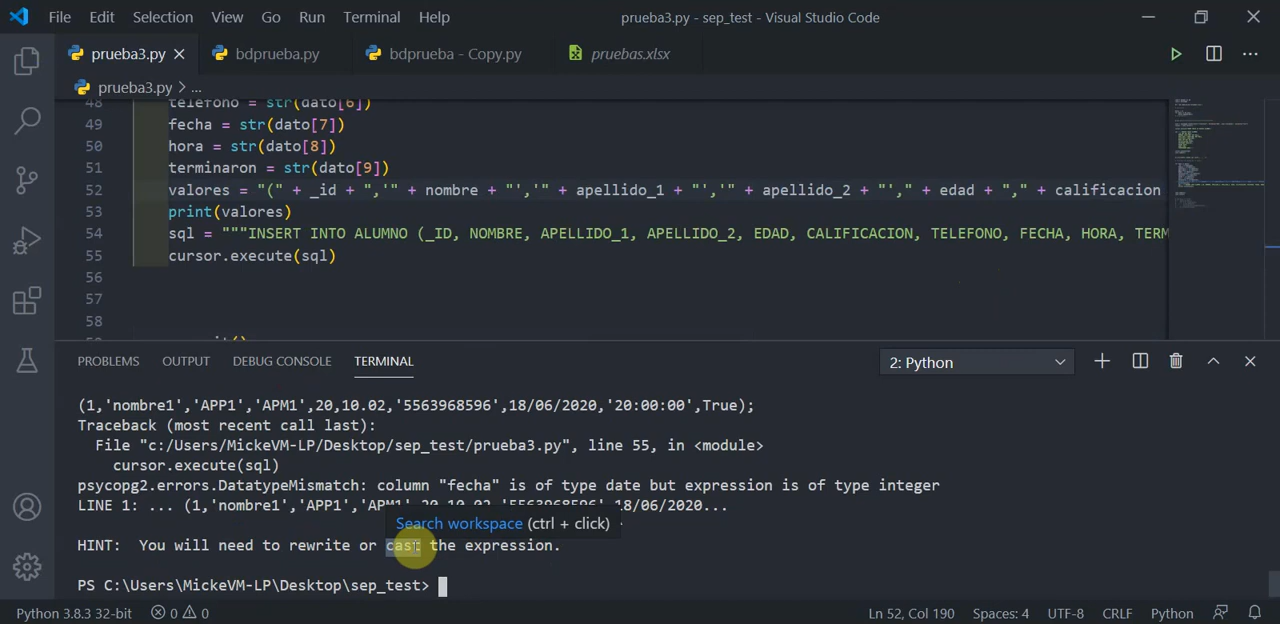 File Edit Selection View Go Run Terminal Help prueba3.py - sep_test - Visual Studio Code
prueba3.py bdprueba.py bdprueba - Copy.py pruebas.xlsx
prueba3.py > ...
48 telefono = str(dato[6])
49 fecha = str(dato[7])
50 hora = str(dato[8])
51 terminaron = str(dato[9])
52 valores = "(" + _id + ",'" + nombre + "','" + apellido_1 + "','" + apellido_2 + "'," + edad + "," + calificacion
53 print(valores)
54 sql = """INSERT INTO ALUMNO (_ID, NOMBRE, APELLIDO_1, APELLIDO_2, EDAD, CALIFICACION, TELEFONO, FECHA, HORA, TERM
55 cursor.execute(sql)
56
57
58
PROBLEMS OUTPUT DEBUG CONSOLE TERMINAL 2: Python
(1,'nombre1','APP1','APM1',20,10.02,'5563968596',18/06/2020,'20:00:00',True);
Traceback (most recent call last):
File "c:/Users/MickeVM-LP/Desktop/sep_test/prueba3.py", line 55, in <module>
cursor.execute(sql)
psycopg2.errors.DatatypeMismatch: column "fecha" is of type date but expression is of type integer
LINE 1: ... (1,'nombre1','APP1','APM1',20,10.02,'5563968596',18/06/2020...
Search workspace (ctrl + click)
HINT: You will need to rewrite or cast the expression.
PS C:\Users\MickeVM-LP\Desktop\sep_test>
Python 3.8.3 32-bit 0 0 Ln 52, Col 190 Spaces: 4 UTF-8 CRLF Python